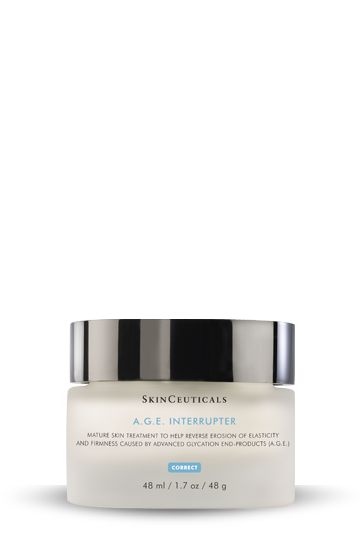 SKINCEUTICALS
A.G.E. INTERRUPTER
MATURE SKIN TREATMENT TO HELP REVERSE EROSION OF ELASTICITY
AND FIRMNESS CAUSED BY ADVANCED GLYCATION END-PRODUCTS (A.G.E.)
CORRECT
48 ml / 1.7 oz / 48 g